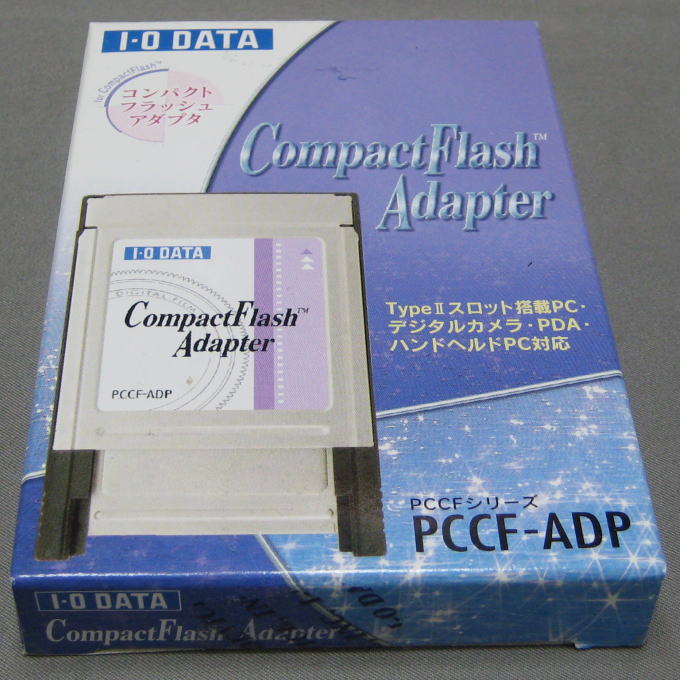 I-O DATA
for CompactFlash™
コンパクト
フラッシュ
アダプタ
CompactFlash™
Adapter
I-O DATA
DIGITAL FILM
CompactFlash™
Adapter
PCCF-ADP
TypeⅡスロット搭載PC・
デジタルカメラ・PDA・
ハンドヘルドPC対応
PCCFシリーズ
PCCF-ADP
I-O DATA
CompactFlash Adapter